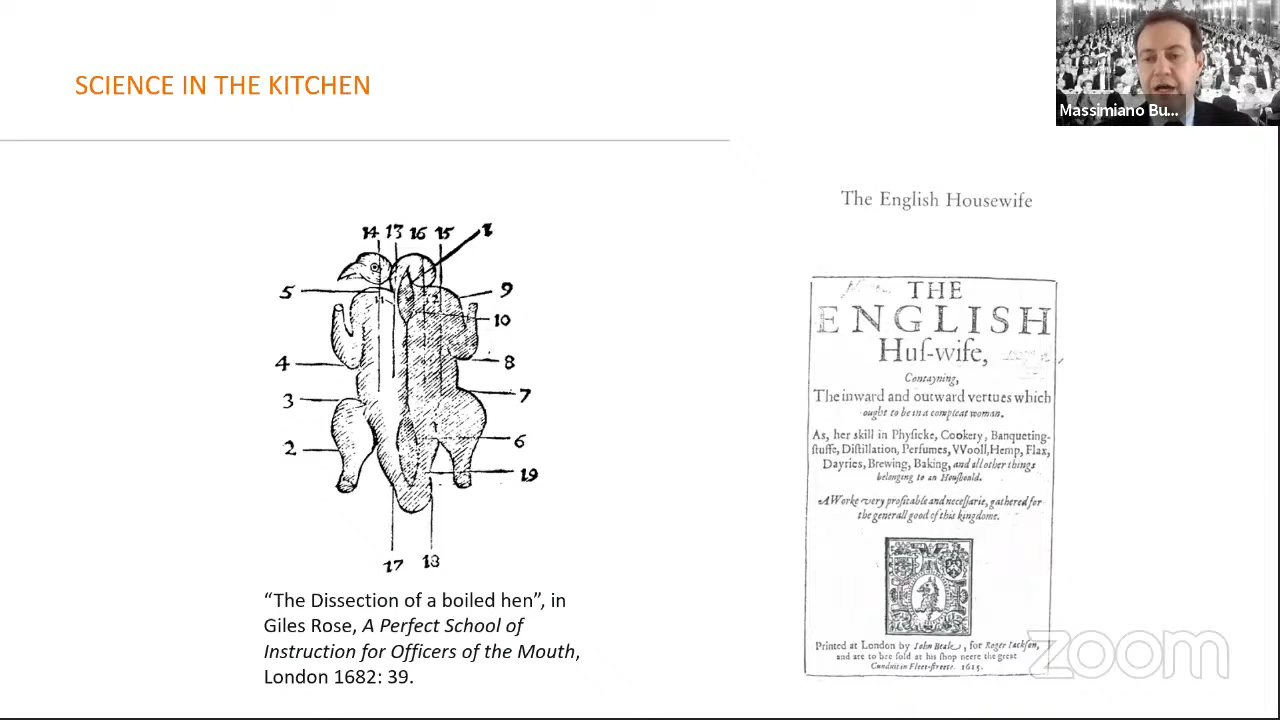 SCIENCE IN THE KITCHEN
Massimiano Bu...
14 13 16 15 1
5
9
10
4
8
3
7
2
6
19
17 18
“The Dissection of a boiled hen”, in
Giles Rose, A Perfect School of
Instruction for Officers of the Mouth,
London 1682: 39.
The English Housewife
THE
ENGLISH
Huſ-wife,
Contayning,
The inward and outward vertues which
ought to be in a compleat woman.
As, her skill in Phyſicke, Cookery, Banqueting-
ſtuffe, Diſtillation, Perfumes, VVooll, Hemp, Flax,
Dayries, Brewing, Baking, and all other things
belonging to an Houſhould.
A Worke very profitable and neceſſarie, gathered for
the generall good of this kingdome.
Printed at London by John Beale, for Roger Jackſon,
and are to bee ſold at his ſhop neere the great
Cunduit in Fleet-ſtreete. 1615.
zoom